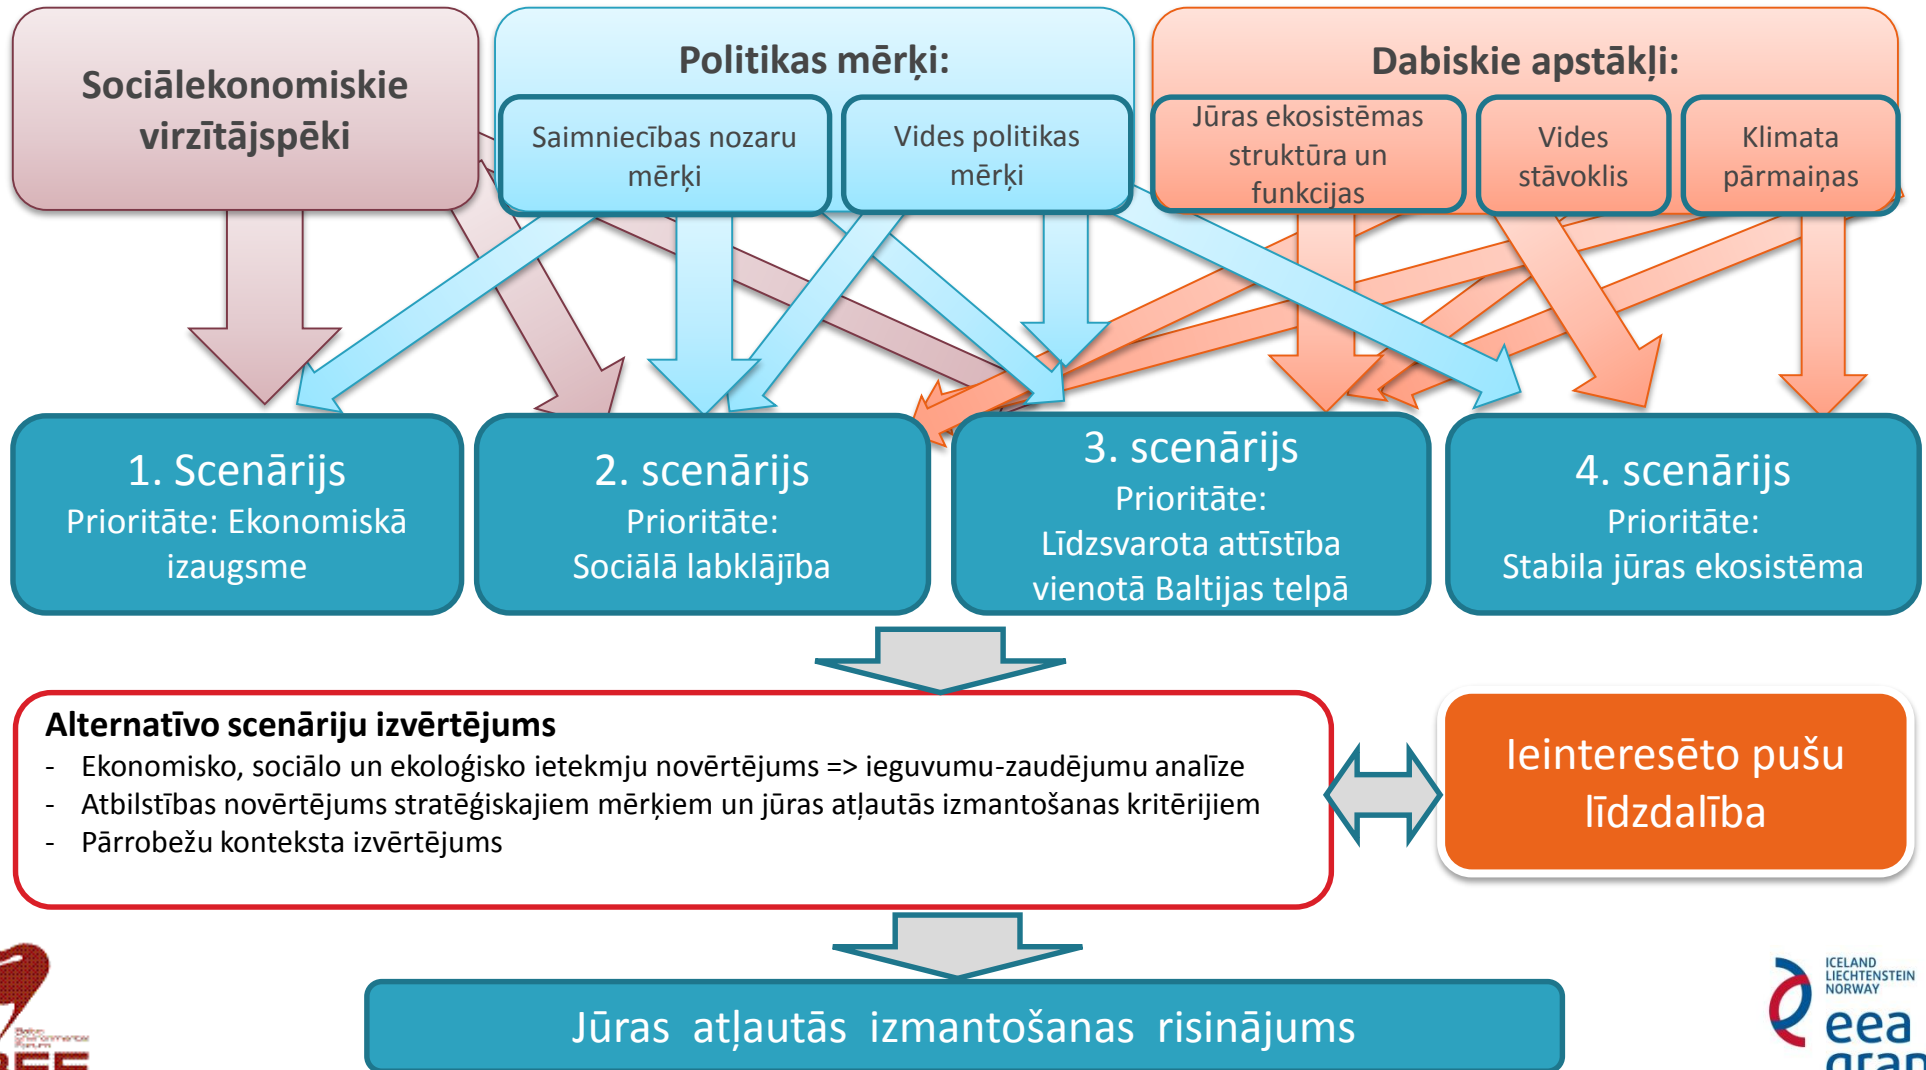 Sociālekonomiskie
virzītājspēki
Politikas mērķi:
Saimniecības nozaru
mērķi
Vides politikas
mērķi
Dabiskie apstākļi:
Jūras ekosistēmas
struktūra un
funkcijas
Vides
stāvoklis
Klimata
pārmaiņas
1. Scenārijs
Prioritāte: Ekonomiskā
izaugsme
2. scenārijs
Prioritāte:
Sociālā labklājība
3. scenārijs
Prioritāte:
Līdzsvarota attīstība
vienotā Baltijas telpā
4. scenārijs
Prioritāte:
Stabila jūras ekosistēma
Alternatīvo scenāriju izvērtējums
- Ekonomisko, sociālo un ekoloģisko ietekmju novērtējums => ieguvumu-zaudējumu analīze
- Atbilstības novērtējums stratēģiskajiem mērķiem un jūras atļautās izmantošanas kritērijiem
- Pārrobežu konteksta izvērtējums
Ieinteresēto pušu
līdzdalība
Jūras atļautās izmantošanas risinājums
Baltic
Environmental
Forum
ICELAND
LIECHTENSTEIN
NORWAY
eea